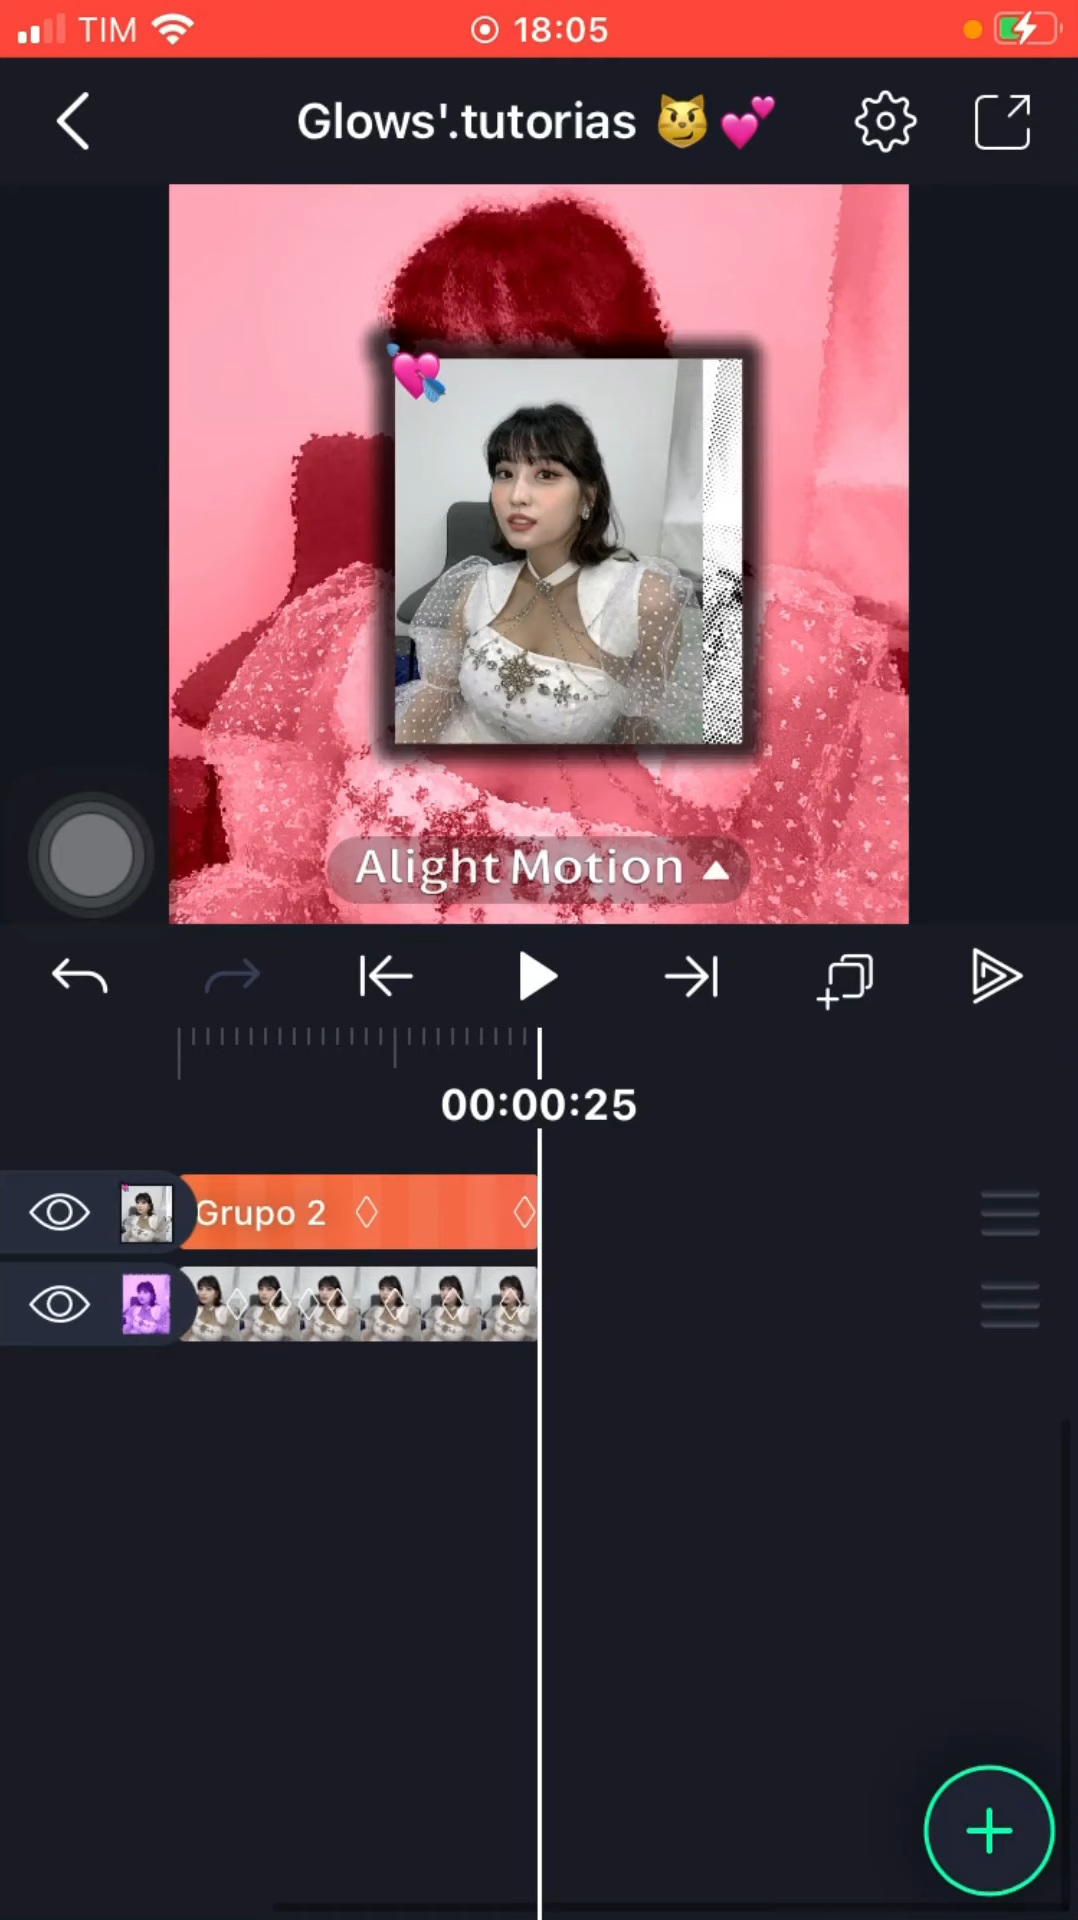 TIM 18:05
Glows'.tutorias 😼💕
Alight Motion
00:00:25
Grupo 2